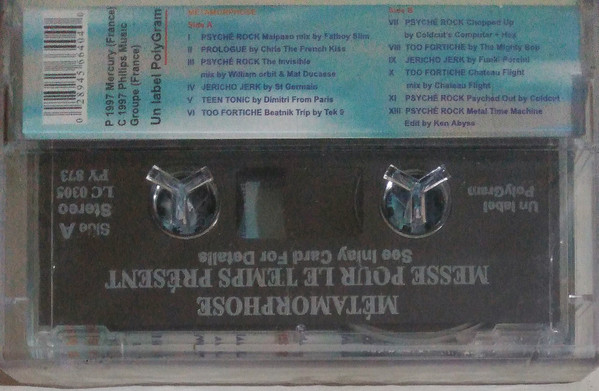 METAMORPHOSE
Side A
I - PSYCHÉ ROCK Malpaso mix by Fatboy Slim
II PROLOGUE by Chris The French Kiss
III PSYCHÉ ROCK The Invisible
mix by William orbit & Mat Ducasse
IV JERICHO JERK by St Germain
V TEEN TONIC by Dimitri From Paris
VI TOO FORTICHE Beatnik Trip by Tek 9
Side B
VII PSYCHÉ ROCK Chopped Up
by Coldcut's Computer + Hex
VIII TOO FORTICHE by The Mighty Bop
IX JERICHO JERK by Funki Porcini
X TOO FORTICHE Chateau Flight
mix by Chateau Flight
XI PSYCHÉ ROCK Psyched Out by Coldcut
XIII PSYCHÉ ROCK Metal Time Machine
Edit by Ken Abyss
P 1997 Mercury (France)
C 1997 Philips Music
Groupe (France)
Un label PolyGram
MÉTAMORPHOSE
MESSE POUR LE TEMPS PRÉSENT
See Inlay Card For Details
Side A
Stereo
LC 0305
PY 873
Un label
PolyGram